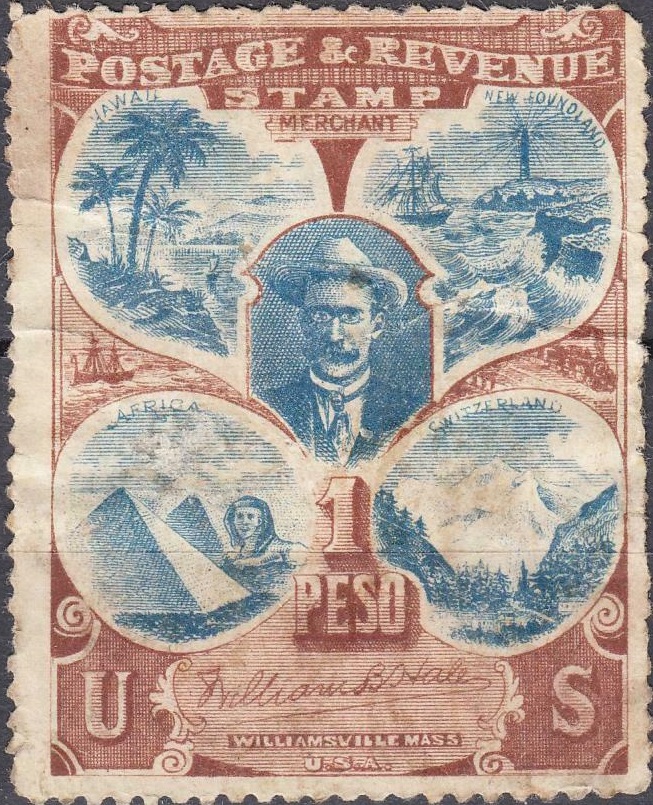 POSTAGE & REVENUE
STAMP
MERCHANT
HAWAII
NEW FOUNDLAND
AFRICA
SWITZERLAND
1
PESO
U S
William B Hale
WILLIAMSVILLE MASS
U.S.A.